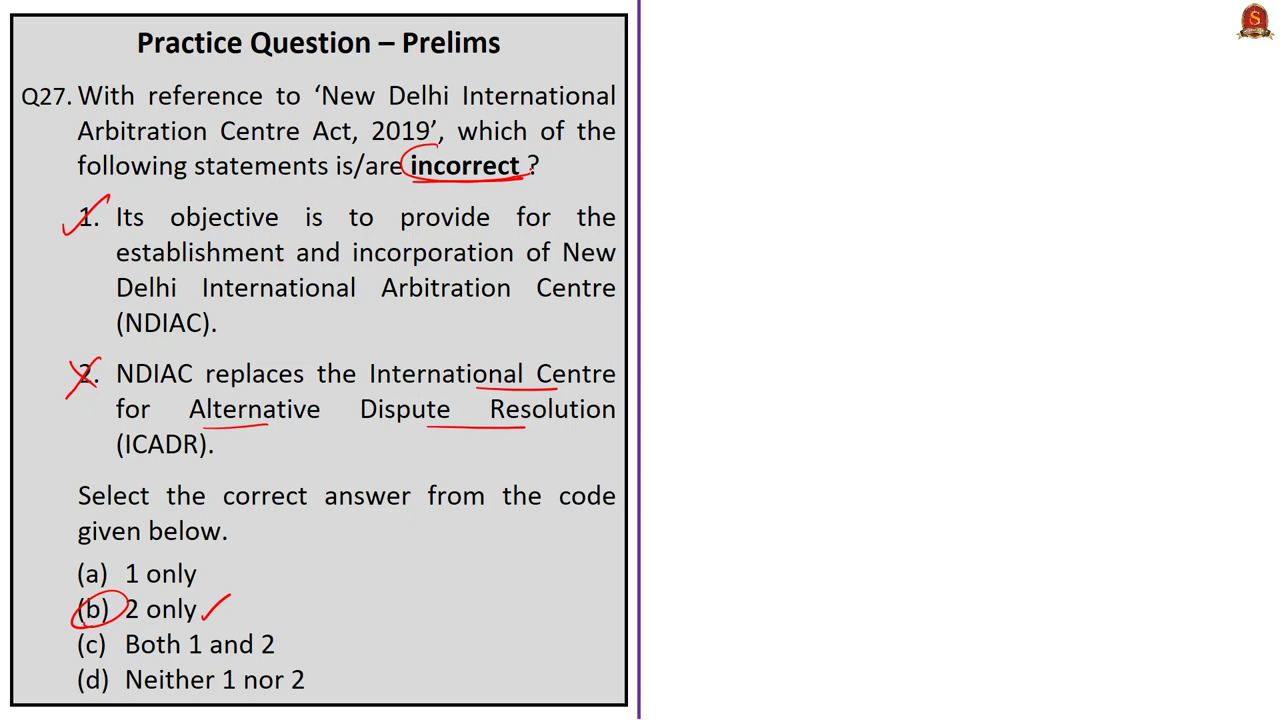 Practice Question – Prelims
Q27. With reference to ‘New Delhi International
Arbitration Centre Act, 2019’, which of the
following statements is/are incorrect ?
1. Its objective is to provide for the
establishment and incorporation of New
Delhi International Arbitration Centre
(NDIAC).
2. NDIAC replaces the International Centre
for Alternative Dispute Resolution
(ICADR).
Select the correct answer from the code
given below.
(a) 1 only
(b) 2 only
(c) Both 1 and 2
(d) Neither 1 nor 2
S